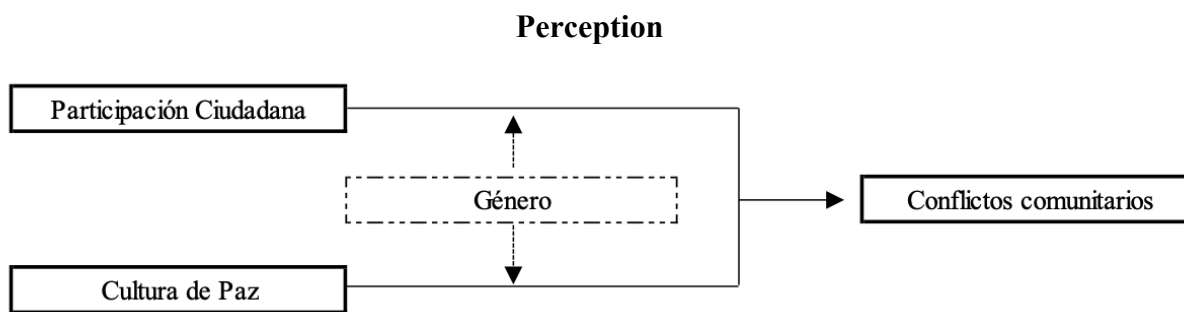 Perception
Participación Ciudadana
Género
Conflictos comunitarios
Cultura de Paz